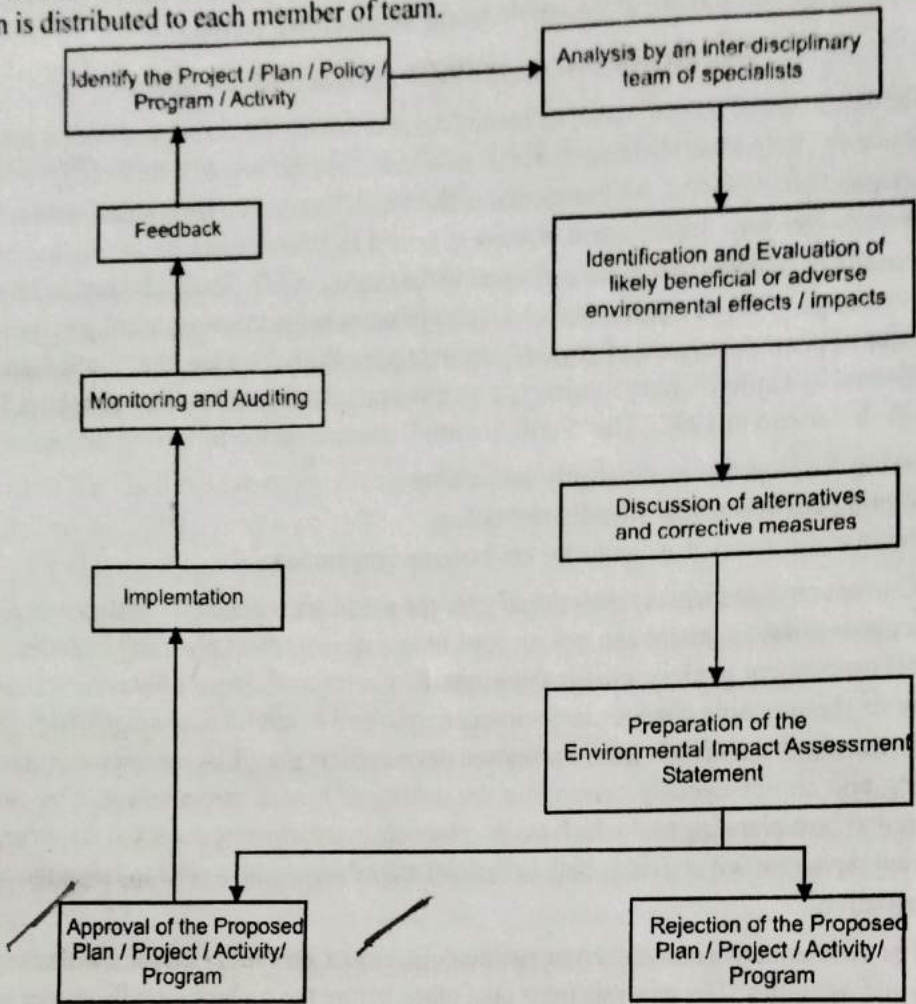 n is distributed to each member of team.
Identify the Project / Plan / Policy /
Program / Activity
Analysis by an inter disciplinary
team of specialists
Identification and Evaluation of
likely beneficial or adverse
environmental effects / impacts
Discussion of alternatives
and corrective measures
Preparation of the
Environmental Impact Assessment
Statement
Approval of the Proposed
Plan / Project / Activity/
Program
Rejection of the Proposed
Plan / Project / Activity/
Program
Implemtation
Monitoring and Auditing
Feedback